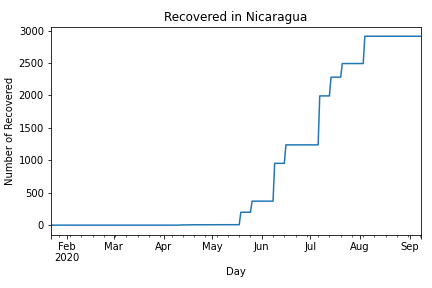 Recovered in Nicaragua
Number of Recovered
3000
2500
2000
1500
1000
500
0
Feb Mar Apr May Jun Jul Aug Sep
2020
Day